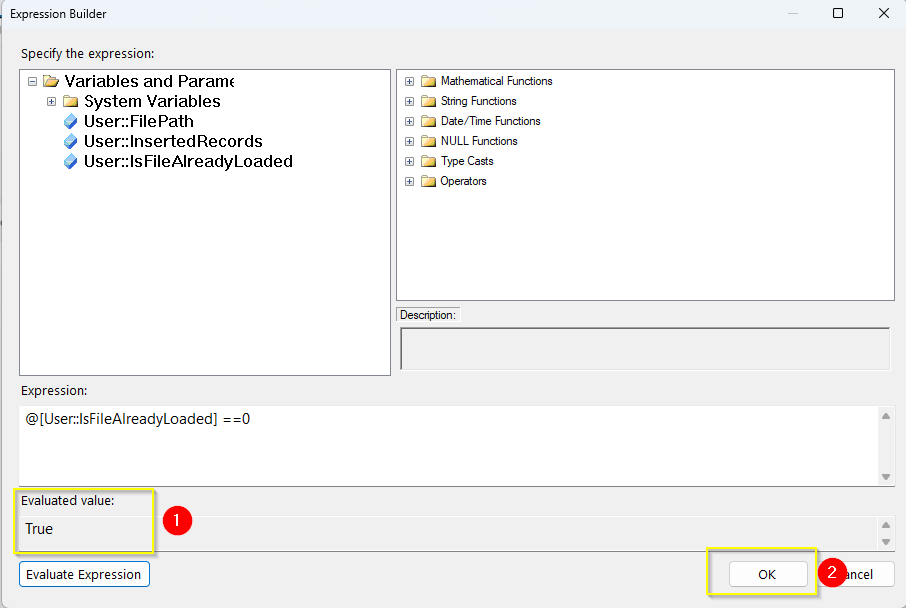 Expression Builder
Specify the expression:
Variables and Parame
System Variables
User::FilePath
User::InsertedRecords
User::IsFileAlreadyLoaded
Mathematical Functions
String Functions
Date/Time Functions
NULL Functions
Type Casts
Operators
Description:
Expression:
@[User::IsFileAlreadyLoaded] ==0
Evaluated value:
True
1
Evaluate Expression
OK
2
ancel